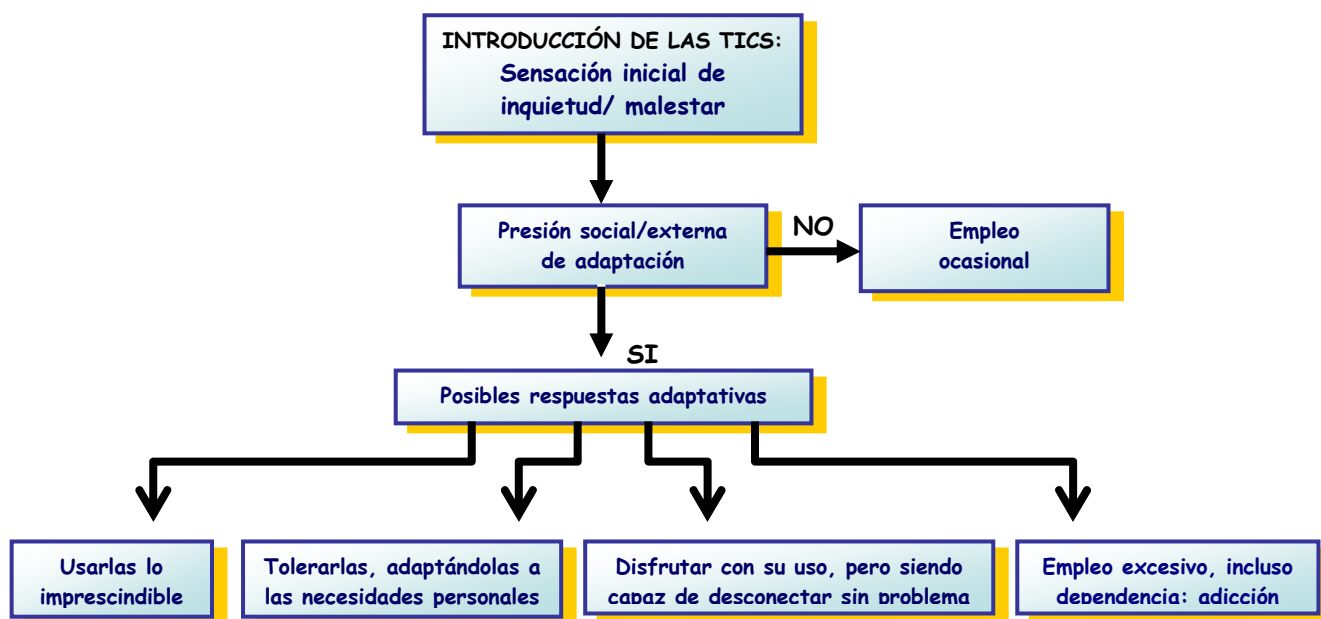 INTRODUCCIÓN DE LAS TICS:
Sensación inicial de
inquietud/ malestar
Presión social/externa
de adaptación
NO
Empleo
ocasional
SI
Posibles respuestas adaptativas
Usarlas lo
imprescindible
Tolerarlas, adaptándolas a
las necesidades personales
Disfrutar con su uso, pero siendo
capaz de desconectar sin problema
Empleo excesivo, incluso
dependencia: adicción